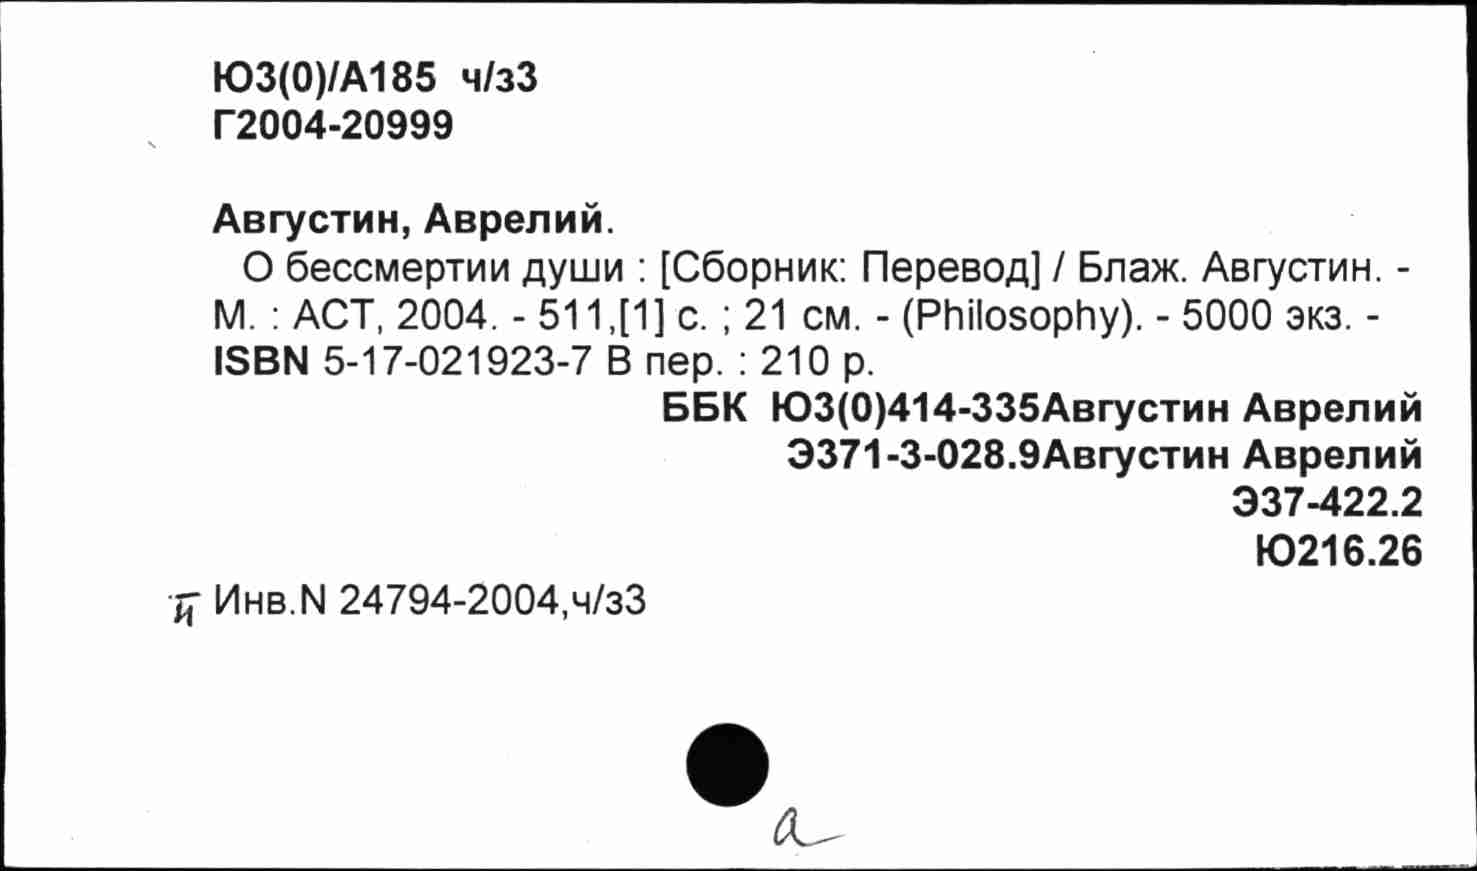 Ю3(0)/А185 ч/з3
Г2004-20999
Августин, Аврелий.
О бессмертии души : [Сборник: Перевод] / Блаж. Августин. -
М. : АСТ, 2004. - 511,[1] с. ; 21 см. - (Philosophy). - 5000 экз. -
ISBN 5-17-021923-7 В пер. : 210 р.
ББК Ю3(0)414-335Августин Аврелий
Э371-3-028.9Августин Аврелий
Э37-422.2
Ю216.26
и Инв.N 24794-2004,ч/з3
а